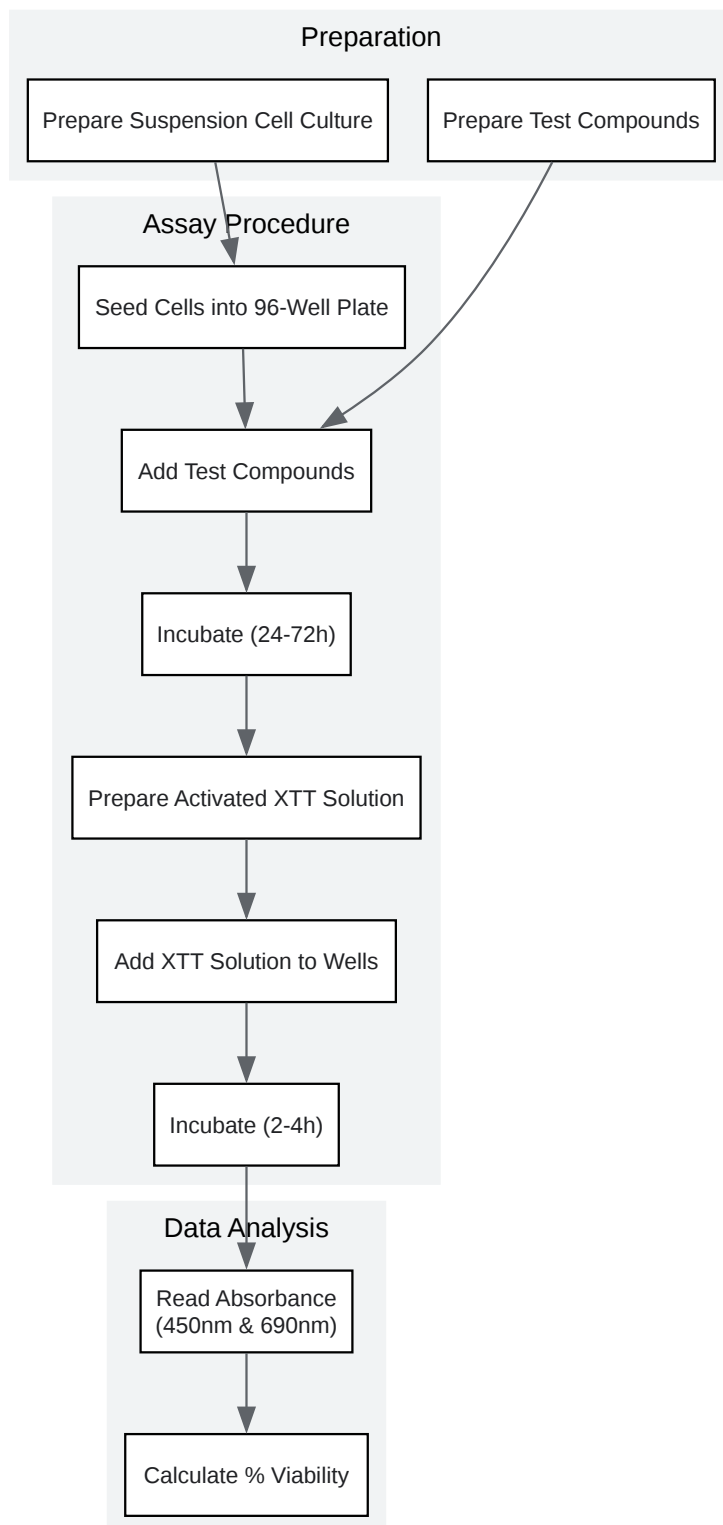 Preparation
Prepare Suspension Cell Culture
Prepare Test Compounds
Assay Procedure
Seed Cells into 96-Well Plate
Add Test Compounds
Incubate (24-72h)
Prepare Activated XTT Solution
Add XTT Solution to Wells
Incubate (2-4h)
Data Analysis
Read Absorbance
(450nm & 690nm)
Calculate % Viability